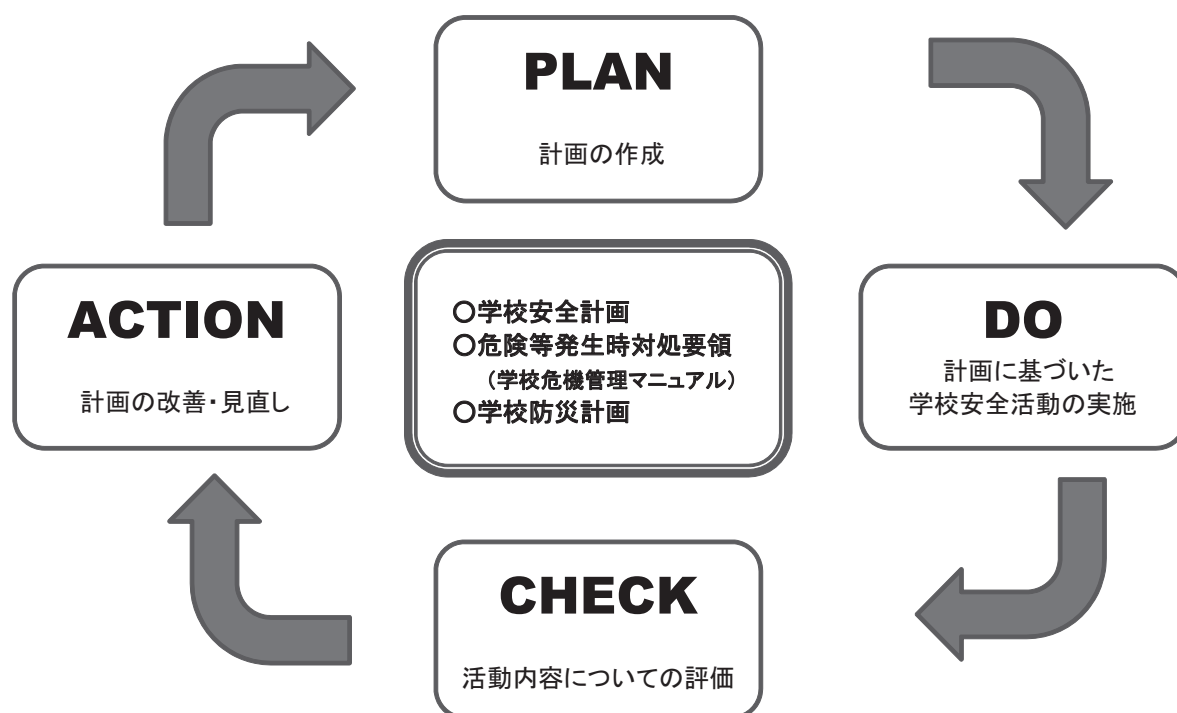 PLAN
計画の作成
ACTION
計画の改善・見直し
○学校安全計画
○危険等発生時対処要領
(学校危機管理マニュアル)
○学校防災計画
DO
計画に基づいた
学校安全活動の実施
CHECK
活動内容についての評価